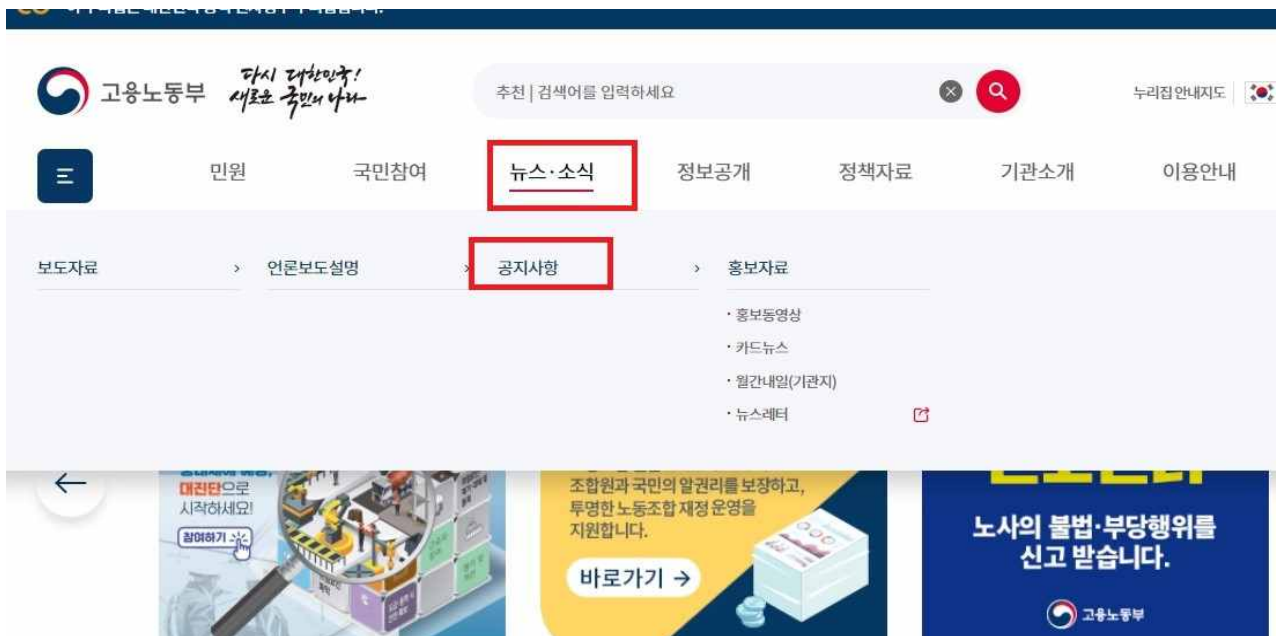 고용노동부
다시 대한민국!
새로운 국민의 나라
추천 | 검색어를 입력하세요
누리집 안내지도
민원 국민참여 뉴스·소식 정보공개 정책자료 기관소개 이용안내
보도자료 언론보도설명 공지사항 홍보자료
· 홍보동영상
· 카드뉴스
· 월간내일(기관지)
· 뉴스레터
대진단으로
시작하세요!
참여하기
조합원과 국민의 알권리를 보장하고,
투명한 노동조합 재정 운영을
지원합니다.
바로가기 →
노사의 불법·부당행위를
신고 받습니다.
고용노동부